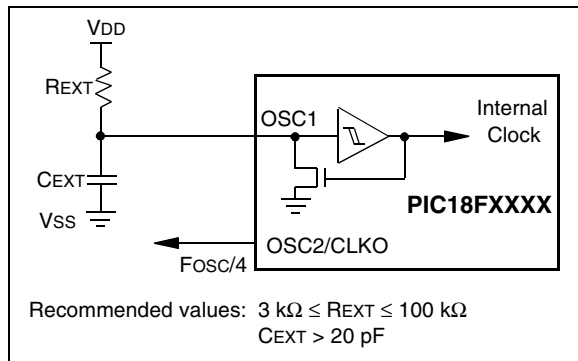 VDD
REXT
OSC1
Internal
Clock
CEXT
PIC18FXXXX
VSS
OSC2/CLKO
FOSC/4
Recommended values: 3 kΩ ≤ REXT ≤ 100 kΩ
CEXT > 20 pF